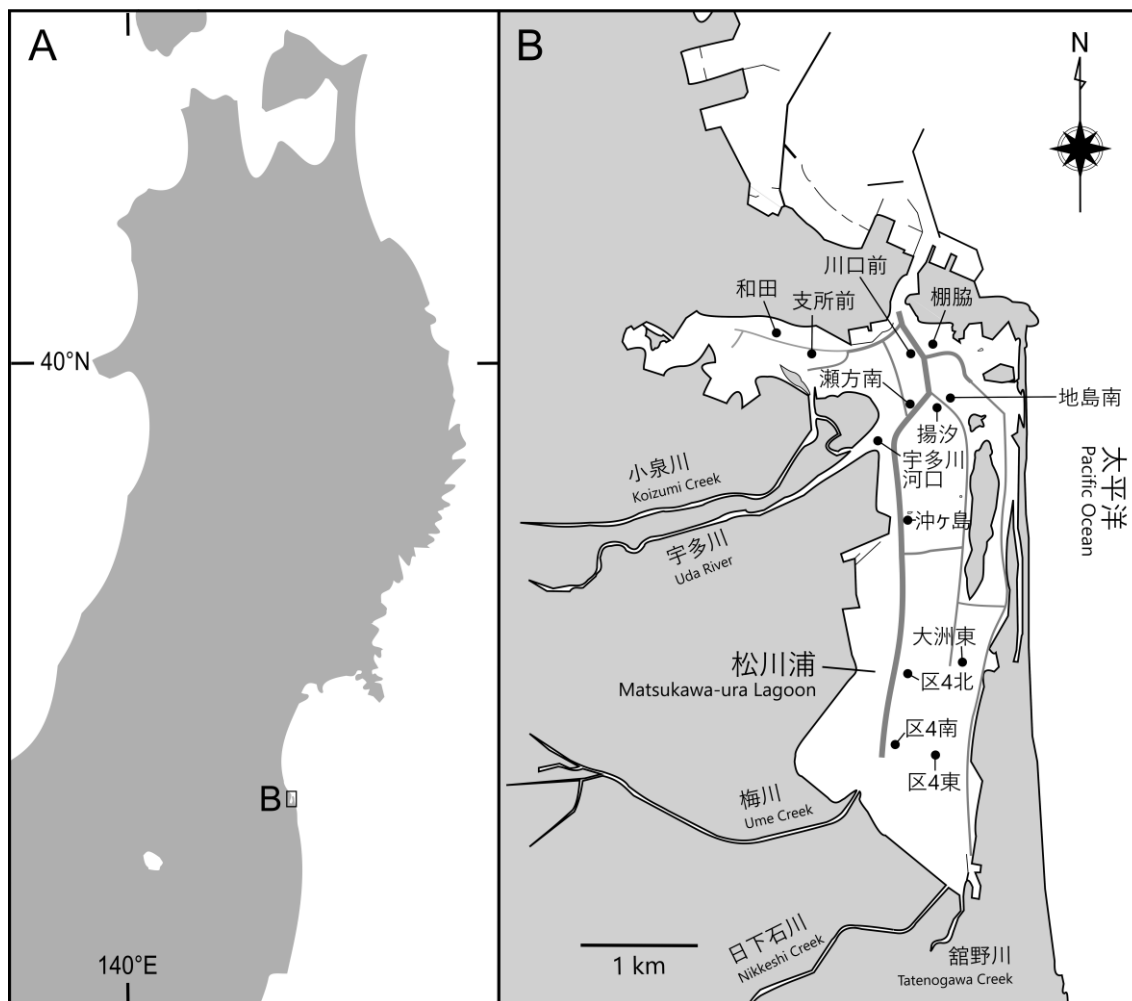 A
40°N
B
140°E
B
N
川口前
和田
支所前
棚脇
瀬方南
地島南
揚汐
宇多川
河口
小泉川
Koizumi Creek
沖ヶ島
宇多川
Uda River
太平洋
Pacific Ocean
大洲東
松川浦
Matsukawa-ura Lagoon
区4北
区4南
区4東
梅川
Ume Creek
日下石川
Nikkeshi Creek
1 km
舘野川
Tatenogawa Creek